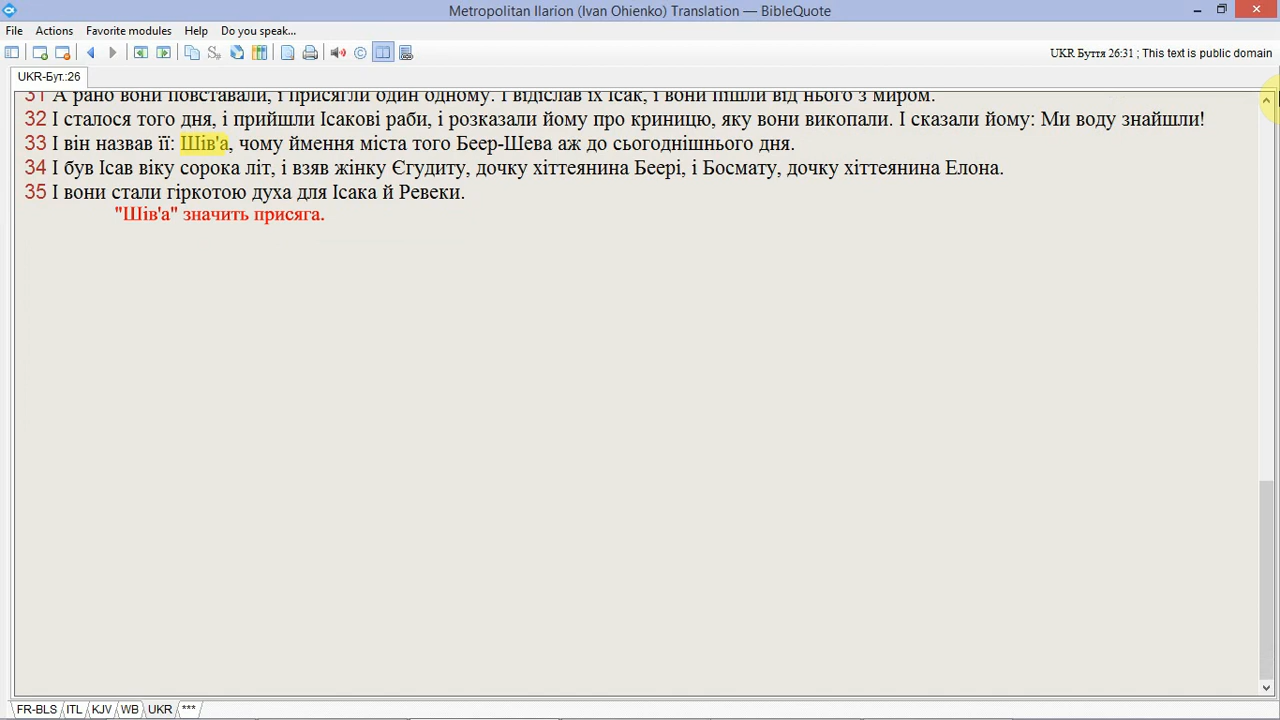 Metropolitan Ilarion (Ivan Ohienko) Translation — BibleQuote
File Actions Favorite modules Help Do you speak...
UKR Буття 26:31 ; This text is public domain
UKR-Бут.:26
31 А рано вони повставали, і присягли один одному. І відіслав їх Ісак, і вони пішли від нього з миром.
32 І сталося того дня, і прийшли Ісакові раби, і розказали йому про криницю, яку вони викопали. І сказали йому: Ми воду знайшли!
33 І він назвав її: Шів'а, чому ймення міста того Беер-Шева аж до сьогоднішнього дня.
34 І був Ісав віку сорока літ, і взяв жінку Єгудиту, дочку хіттеянина Беері, і Босмату, дочку хіттеянина Елона.
35 І вони стали гіркотою духа для Ісака й Ревеки.
"Шів'а" значить присяга.
FR-BLS ITL KJV WB UKR ***